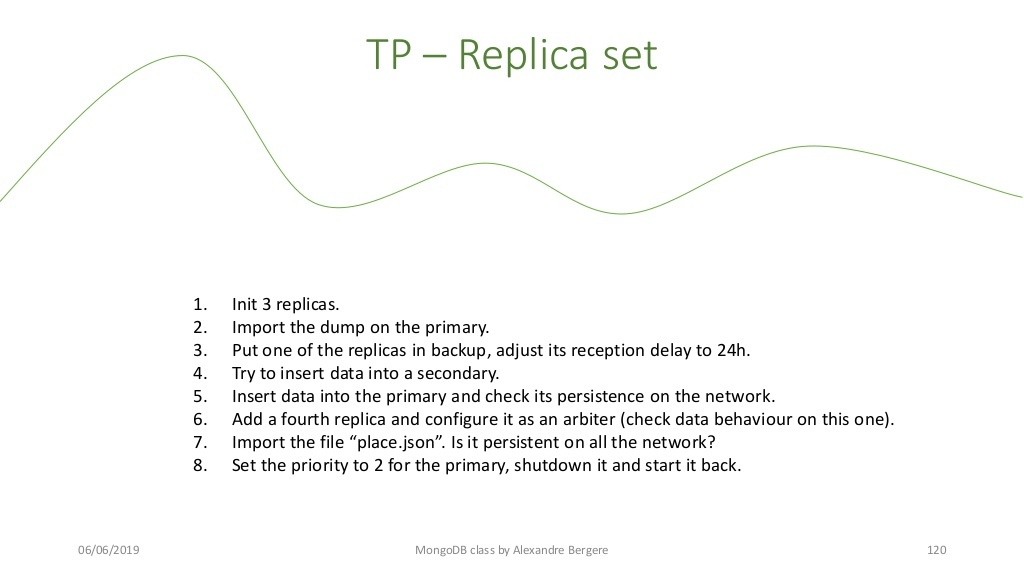 TP – Replica set
1. Init 3 replicas.
2. Import the dump on the primary.
3. Put one of the replicas in backup, adjust its reception delay to 24h.
4. Try to insert data into a secondary.
5. Insert data into the primary and check its persistence on the network.
6. Add a fourth replica and configure it as an arbiter (check data behaviour on this one).
7. Import the file “place.json”. Is it persistent on all the network?
8. Set the priority to 2 for the primary, shutdown it and start it back.
06/06/2019
MongoDB class by Alexandre Bergere
120